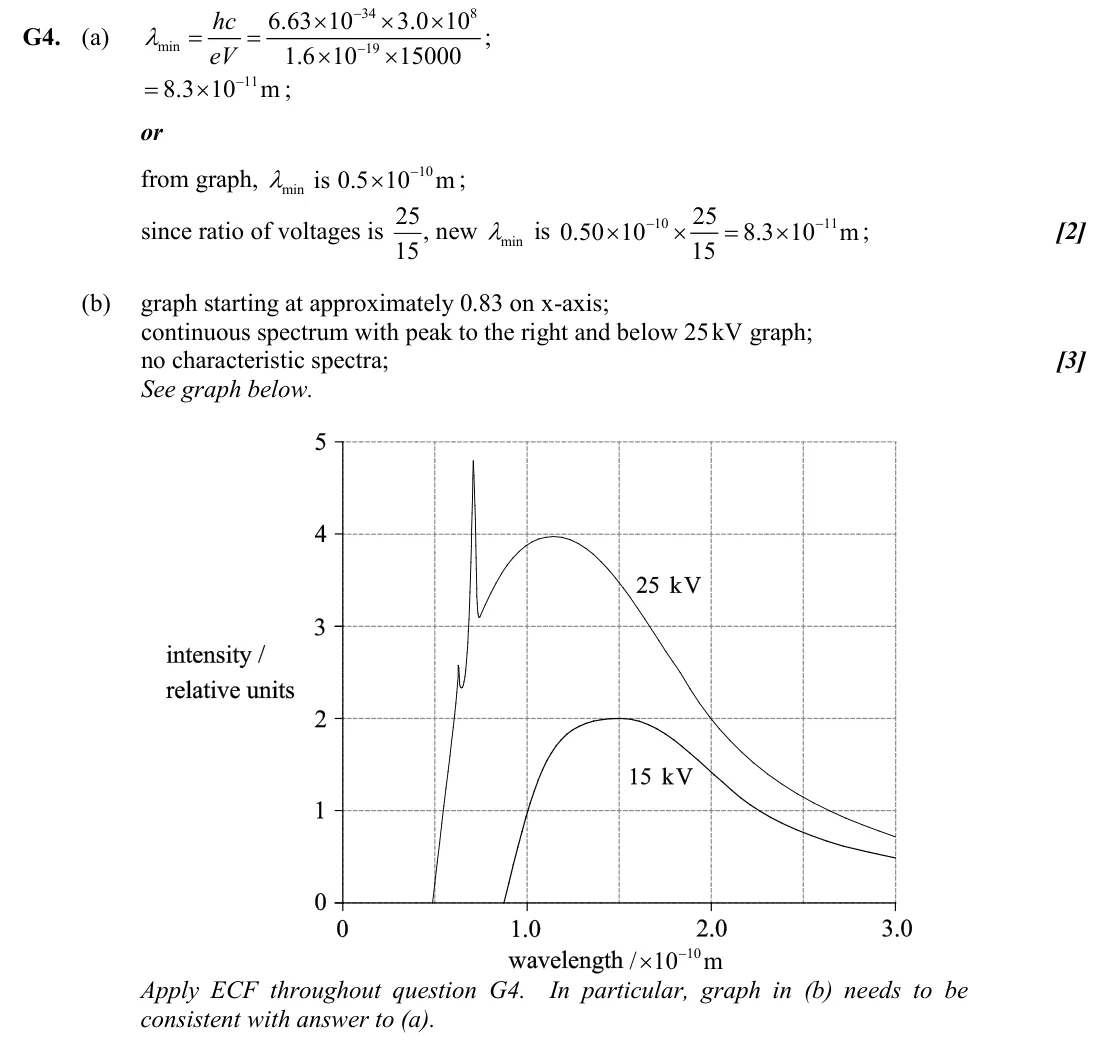 G4. (a) λmin = hc/eV = 6.63×10⁻³⁴ ×3.0×10⁸ / 1.6×10⁻¹⁹ ×15000 ;
= 8.3×10⁻¹¹ m ;
or
from graph, λmin is 0.5×10⁻¹⁰ m ;
since ratio of voltages is 25/15, new λmin is 0.50×10⁻¹⁰ × 25/15 = 8.3×10⁻¹¹ m ; [2]
(b) graph starting at approximately 0.83 on x-axis;
continuous spectrum with peak to the right and below 25 kV graph;
no characteristic spectra; [3]
See graph below.
5
4
25 kV
3
intensity /
relative units
2
15 kV
1
0
0 1.0 2.0 3.0
wavelength /×10⁻¹⁰ m
Apply ECF throughout question G4. In particular, graph in (b) needs to be
consistent with answer to (a).